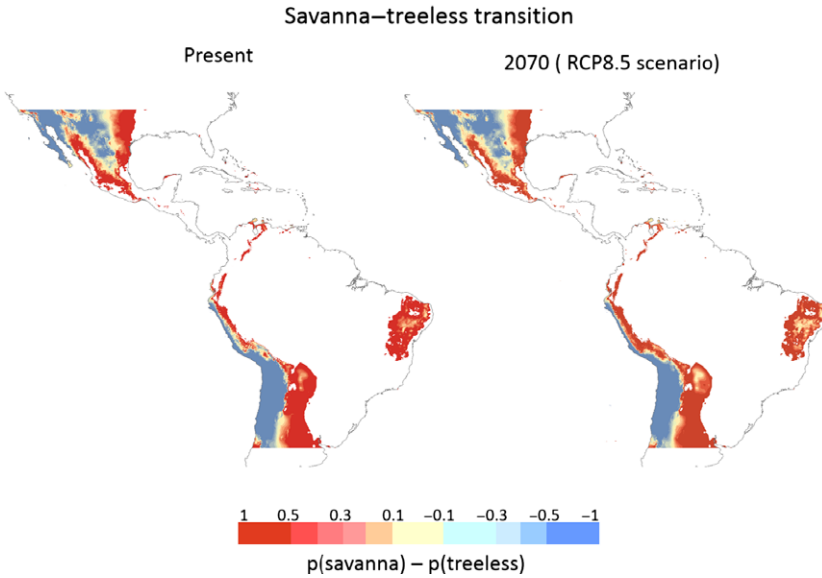 Savanna–treeless transition
Present
2070 ( RCP8.5 scenario)
1 0.5 0.3 0.1 –0.1 –0.3 –0.5 –1
p(savanna) – p(treeless)